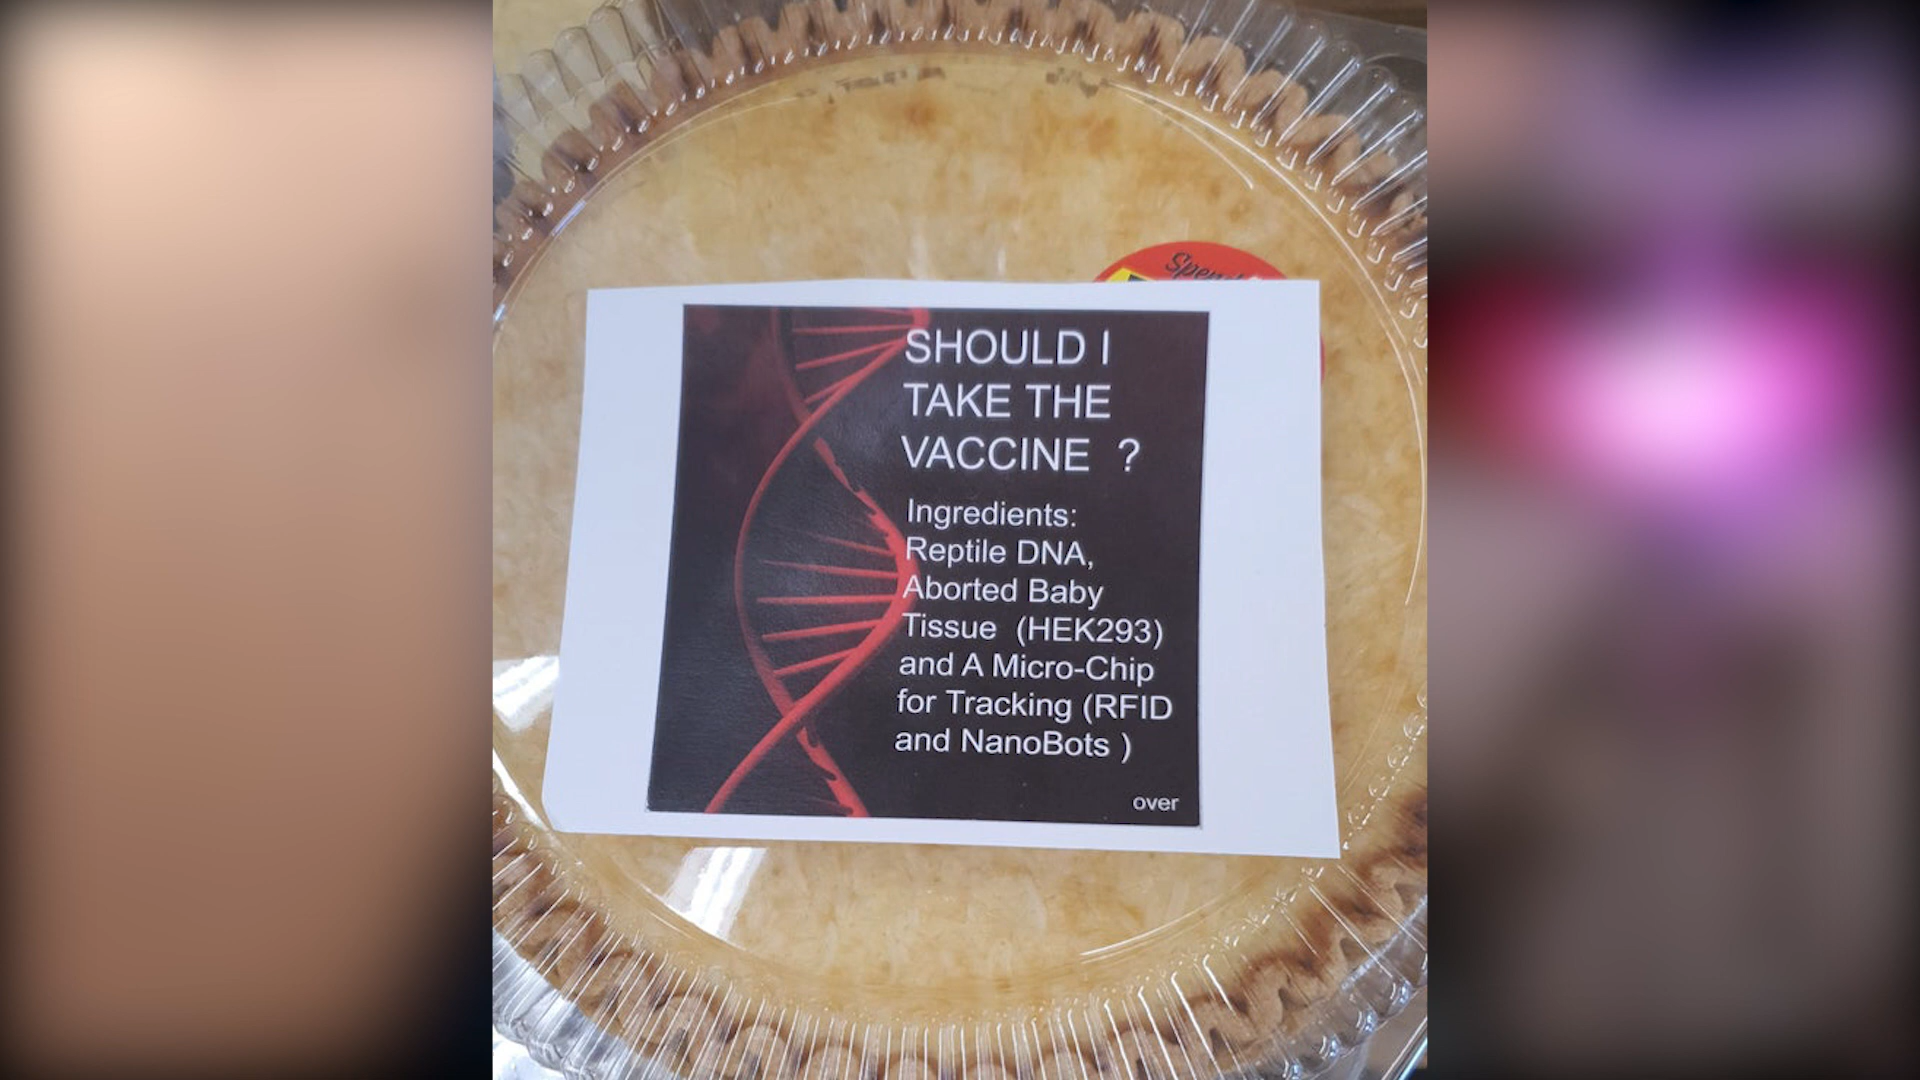 Spend
SHOULD I
TAKE THE
VACCINE ?
Ingredients:
Reptile DNA,
Aborted Baby
Tissue (HEK293)
and A Micro-Chip
for Tracking (RFID
and NanoBots )
over